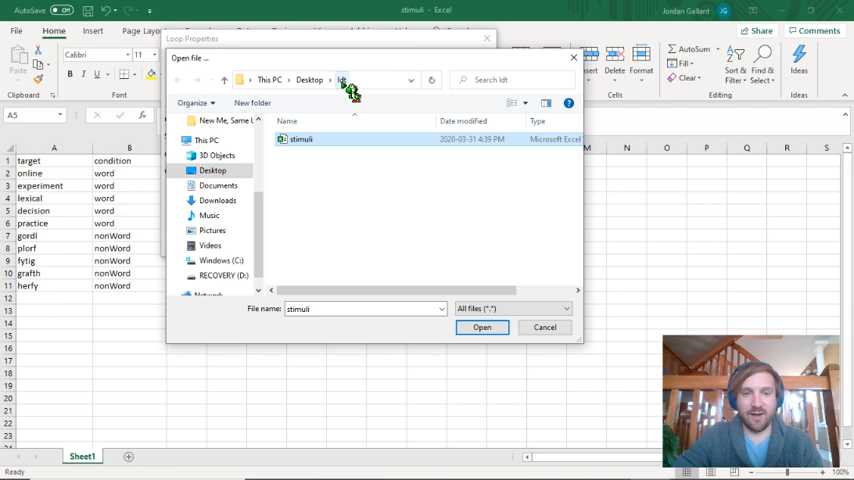 AutoSave Off
stimuli - Excel
Jordan Gallant JG
File Home Insert Page Layout
Share Comments
Loop Properties
Calibri 11
B I U
Paste
Clipboard
AutoSum
Fill
Clear
Insert Delete Format
Cells
Sort & Filter
Find & Select
Editing
Ideas
Ideas
A5
Open file ...
This PC > Desktop > ldt
Search ldt
Organize New folder
Name Date modified Type
New Me, Same U
This PC
3D Objects
Desktop
Documents
Downloads
Music
Pictures
Videos
Windows (C:)
RECOVERY (D:)
Network
stimuli 2020-03-31 4:39 PM Microsoft Excel
File name: stimuli All files (*.*)
Open Cancel
A B N O P Q R S
1 target condition
2 online word
3 experiment word
4 lexical word
5 decision word
6 practice word
7 gordl nonWord
8 plorf nonWord
9 fytig nonWord
10 grafth nonWord
11 herfy nonWord
12
13
14
15
16
17
18
19
20
21
22
23
Sheet1
Ready
100%